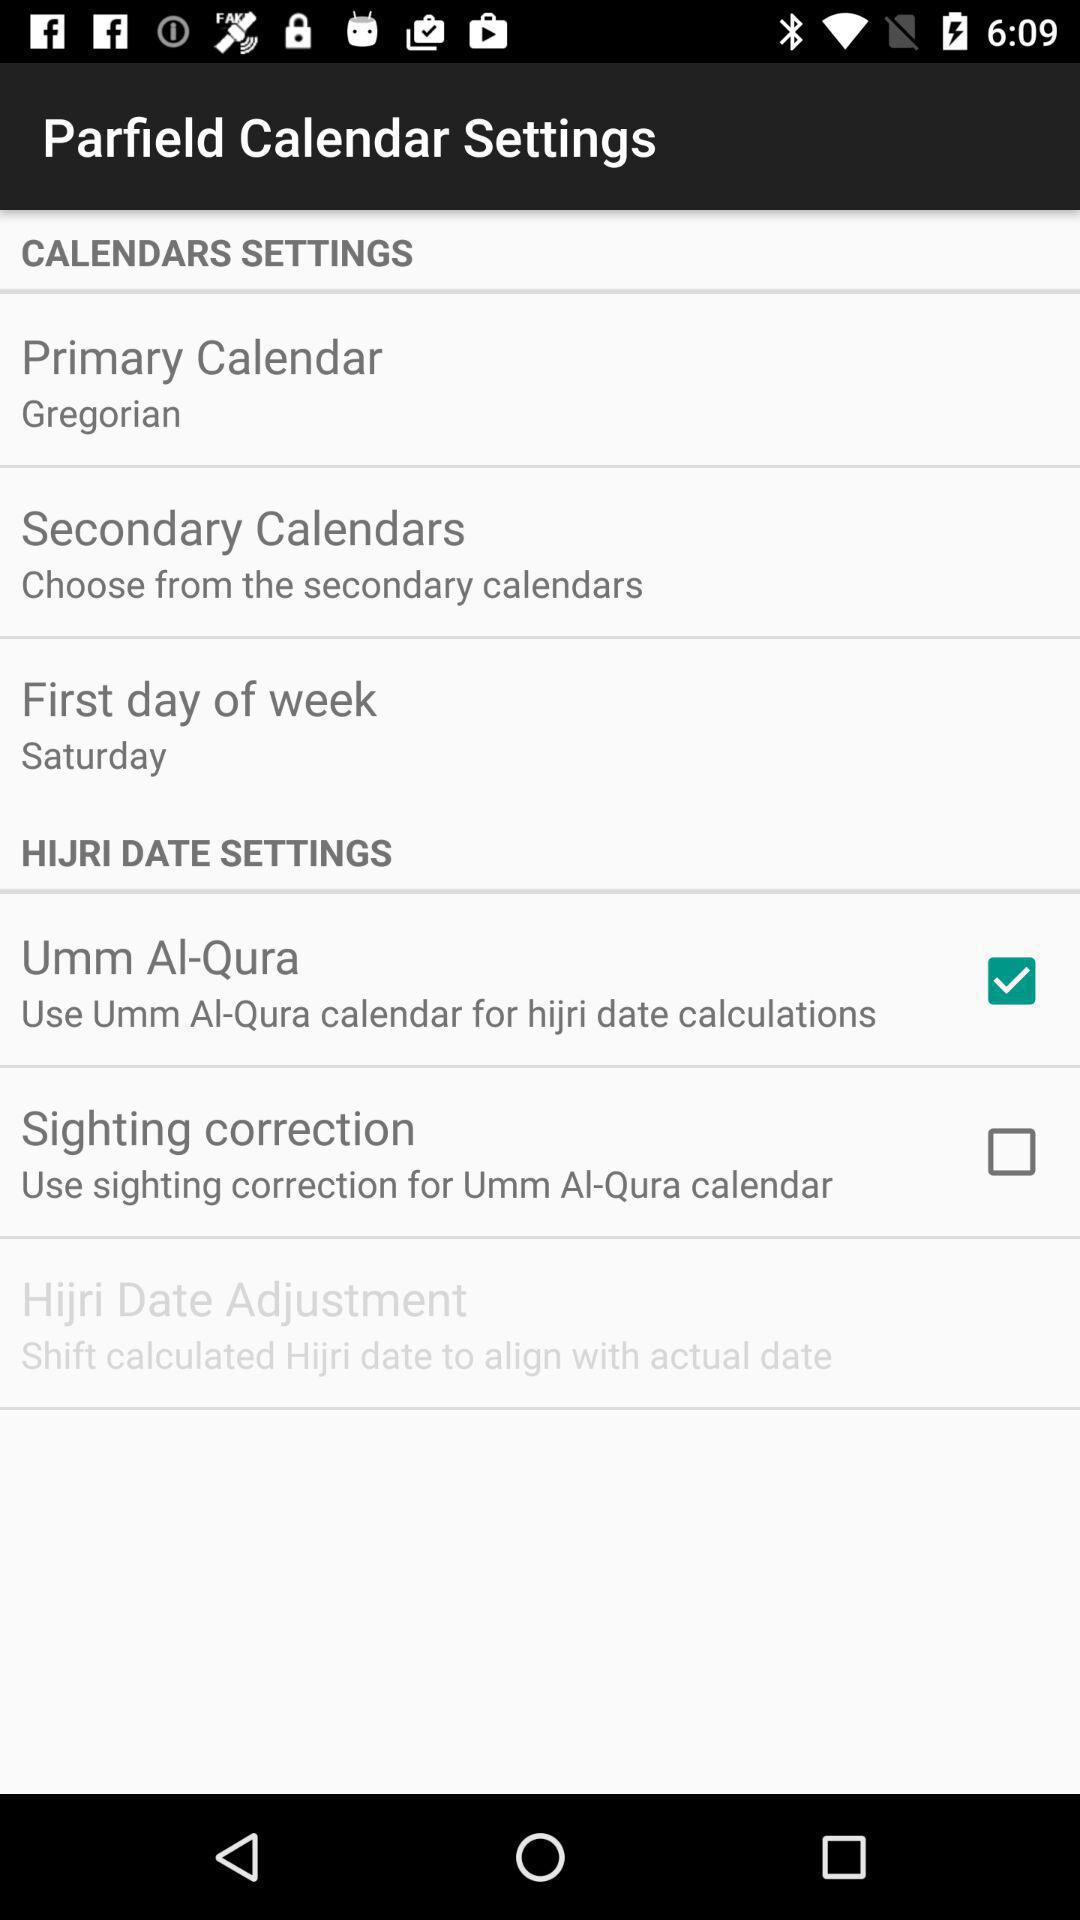 FAKE
6:09
Parfield Calendar Settings
CALENDARS SETTINGS
Primary Calendar
Gregorian
Secondary Calendars
Choose from the secondary calendars
First day of week
Saturday
HIJRI DATE SETTINGS
Umm Al-Qura
Use Umm Al-Qura calendar for hijri date calculations
Sighting correction
Use sighting correction for Umm Al-Qura calendar
Hijri Date Adjustment
Shift calculated Hijri date to align with actual date